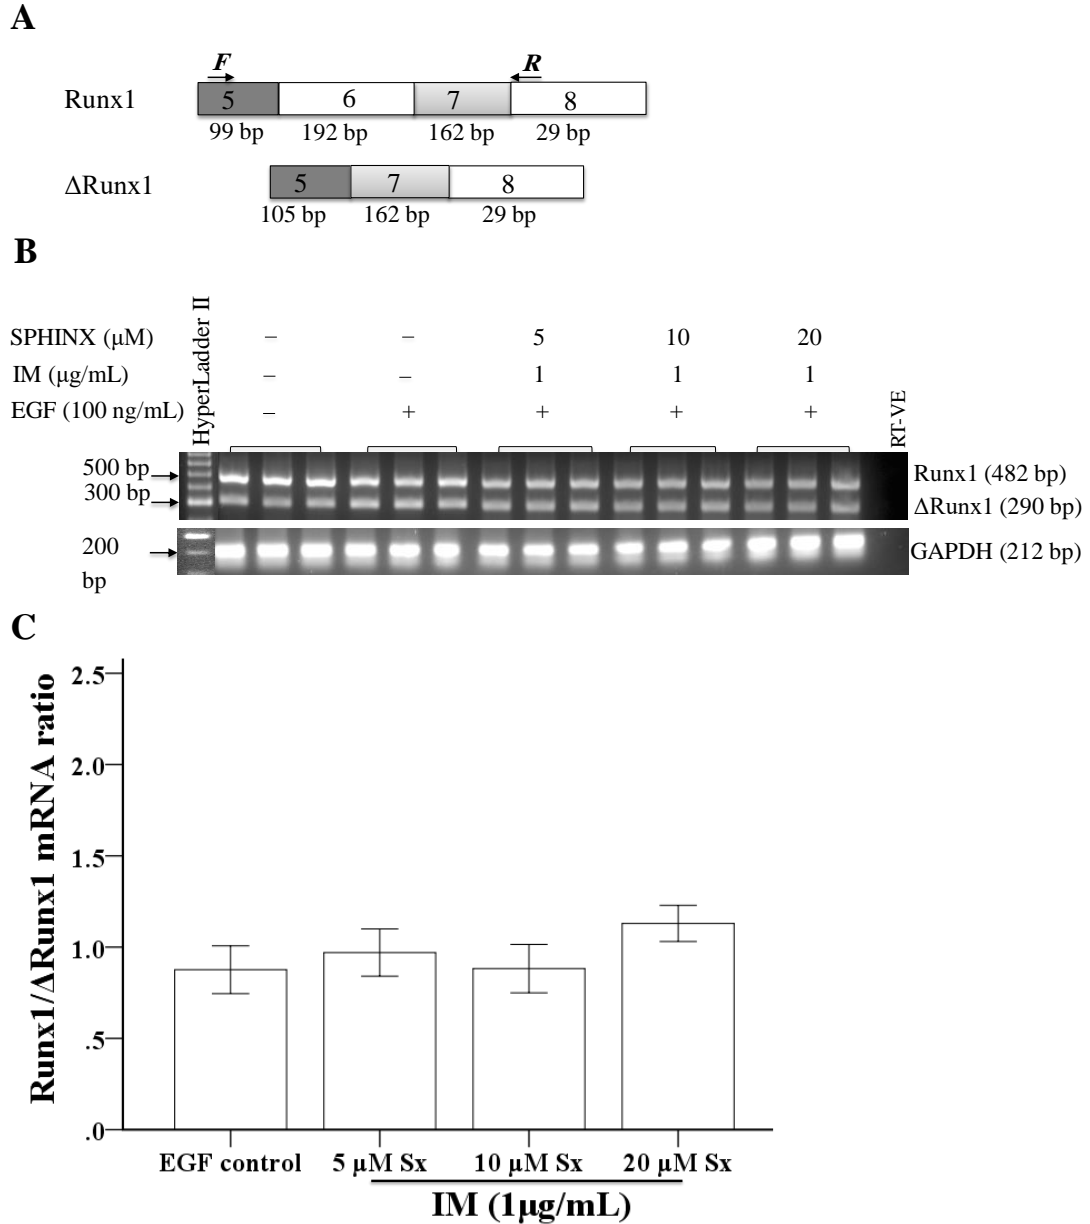 A
F R
Runx1 5 6 7 8
99 bp 192 bp 162 bp 29 bp
ΔRunx1 5 7 8
105 bp 162 bp 29 bp
B
HyperLadder II
SPHINX (μM) – – 5 10 20
IM (μg/mL) – – 1 1 1
EGF (100 ng/mL) – + + + +
RT-VE
500 bp Runx1 (482 bp)
300 bp ΔRunx1 (290 bp)
200 GAPDH (212 bp)
bp
C
Runx1/ΔRunx1 mRNA ratio
2.5
2.0
1.5
1.0
.5
.0
EGF control 5 μM Sx 10 μM Sx 20 μM Sx
IM (1μg/mL)